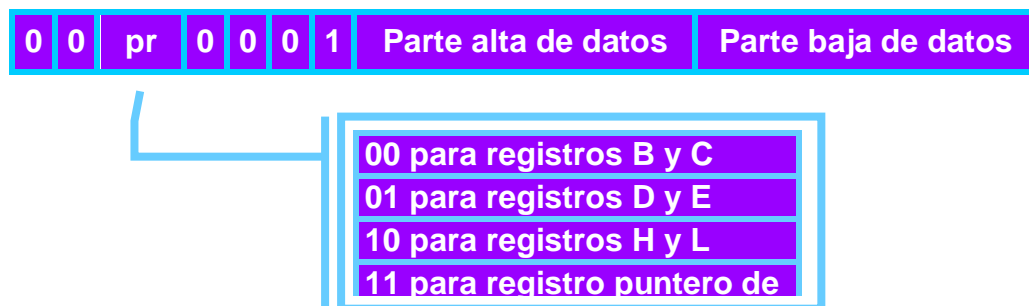 0 0 pr 0 0 0 1 Parte alta de datos Parte baja de datos
00 para registros B y C
01 para registros D y E
10 para registros H y L
11 para registro puntero de